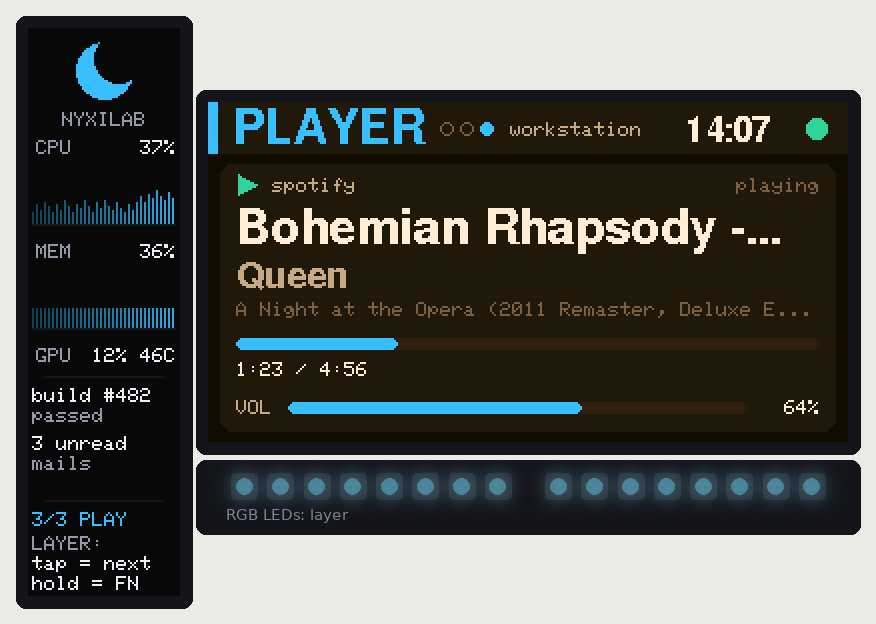 NYXILAB
CPU 37%
MEM 36%
GPU 12% 46C
build #482
passed
3 unread
mails
3/3 PLAY
LAYER:
tap = next
hold = FN
PLAYER workstation 14:07
spotify playing
Bohemian Rhapsody -...
Queen
A Night at the Opera (2011 Remaster, Deluxe E...
1:23 / 4:56
VOL 64%
RGB LEDs: layer